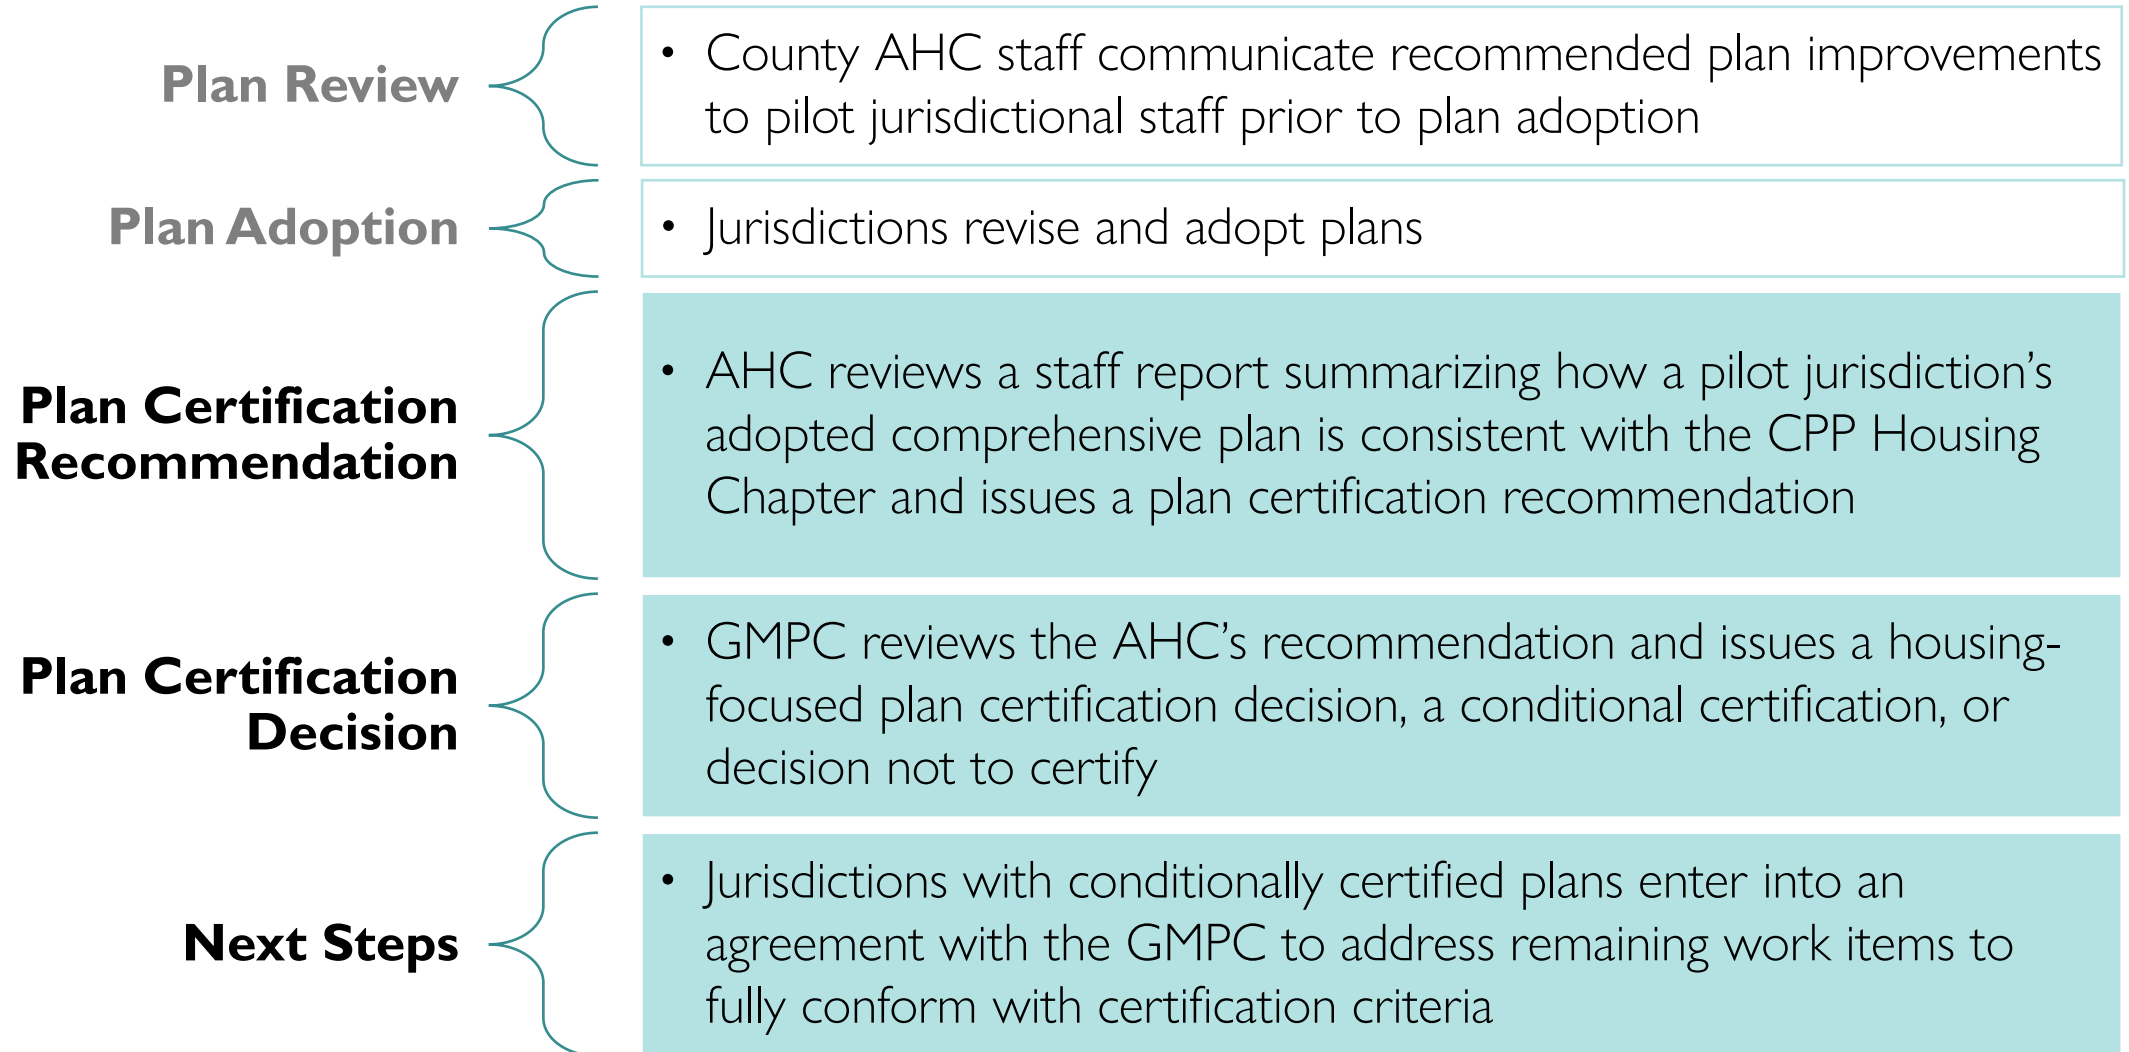 Plan Review
• County AHC staff communicate recommended plan improvements
to pilot jurisdictional staff prior to plan adoption
Plan Adoption
• Jurisdictions revise and adopt plans
Plan Certification
Recommendation
• AHC reviews a staff report summarizing how a pilot jurisdiction’s
adopted comprehensive plan is consistent with the CPP Housing
Chapter and issues a plan certification recommendation
Plan Certification
Decision
• GMPC reviews the AHC’s recommendation and issues a housing-
focused plan certification decision, a conditional certification, or
decision not to certify
Next Steps
• Jurisdictions with conditionally certified plans enter into an
agreement with the GMPC to address remaining work items to
fully conform with certification criteria